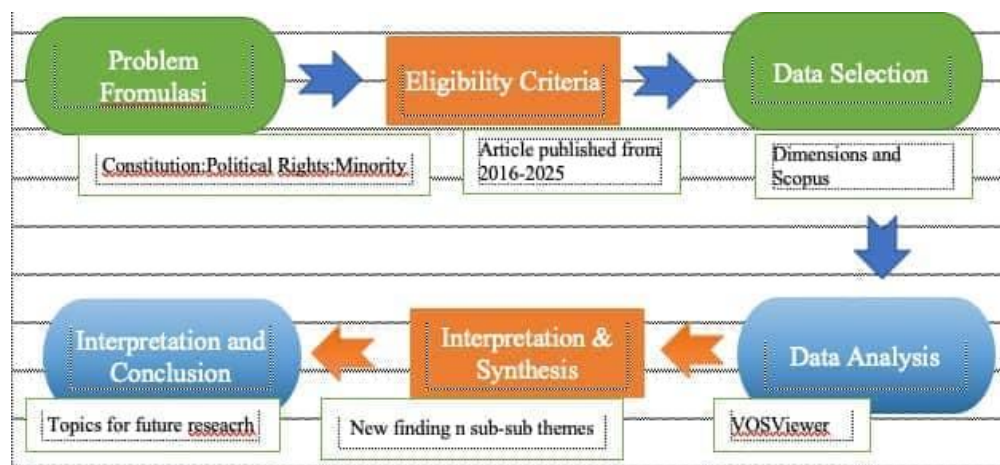 Problem
Fromulasi
Eligibility Criteria
Data Selection
Constitution;Political Rights;Minority
Article published from
2016-2025
Dimensions and
Scopus
Interpretation and
Conclusion
Interpretation &
Synthesis
Data Analysis
Topics for future reseacrh
New finding n sub-sub themes
VOSViewer